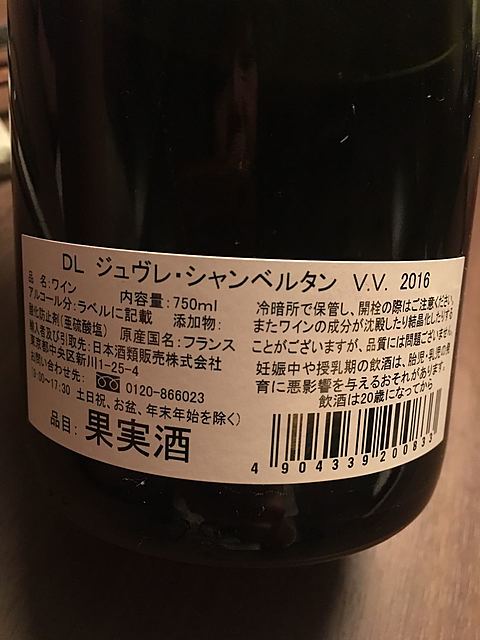 DL ジュヴレ・シャンベルタン V.V. 2016
品 名:ワイン 内容量:750ml
アルコール分:ラベルに記載 添加物:
酸化防止剤(亜硫酸塩) 原産国名:フランス
輸入者及び引取先:日本酒類販売株式会社
東京都中央区新川1-25-4
お問い合わせ先: 0120-866023
9:00〜17:30 土日祝、お盆、年末年始を除く)
品目:果実酒
冷暗所で保管し、開栓の際はご注意ください。
またワインの成分が沈殿したり結晶化したりする
ことがございますが、品質には問題ございません。
妊娠中や授乳期の飲酒は、胎児・乳児の発
育に悪影響を与えるおそれがあります。
飲酒は20歳になってから
4 904339 200833